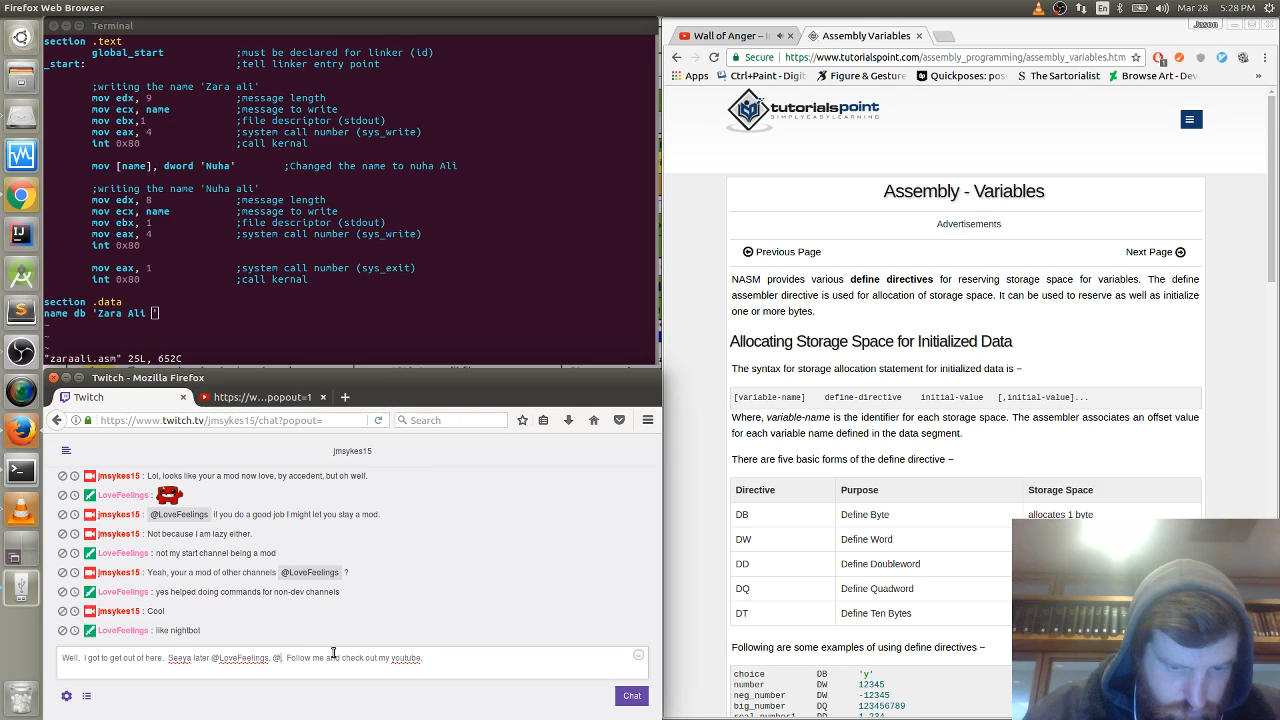 Firefox Web Browser
En
Mar 28
5:28 PM
Terminal
section .text
global_start ;must be declared for linker (id)
_start: ;tell linker entry point
;writing the name 'Zara ali'
mov edx, 9 ;message length
mov ecx, name ;message to write
mov ebx,1 ;file descriptor (stdout)
mov eax, 4 ;system call number (sys_write)
int 0x80 ;call kernal
mov [name], dword 'Nuha' ;Changed the name to nuha Ali
;writing the name 'Nuha ali'
mov edx, 8 ;message length
mov ecx, name ;message to write
mov ebx, 1 ;file descriptor (stdout)
mov eax, 4 ;system call number (sys_write)
int 0x80
mov eax, 1 ;system call number (sys_exit)
int 0x80 ;call kernal
section .data
name db 'Zara Ali '
~
~
"zaraali.asm" 25L, 652C
Twitch - Mozilla Firefox
Twitch
https://w…popout=1
https://www.twitch.tv/jmsykes15/chat?popout=
Search
jmsykes15
jmsykes15 : Lol, looks like your a mod now love, by accedent, but oh well.
LoveFeelings :
jmsykes15 : @LoveFeelings if you do a good job I might let you stay a mod.
jmsykes15 : Not because I am lazy either.
LoveFeelings : not my start channel being a mod
jmsykes15 : Yeah, your a mod of other channels @LoveFeelings ?
LoveFeelings : yes helped doing commands for non-dev channels
jmsykes15 : Cool
LoveFeelings : like nightbot
Well, I got to get out of here. Seeya later @LoveFeelings, @. Follow me and check out my youtube.
Chat
Jason
Wall of Anger –
Assembly Variables
Secure
https://www.tutorialspoint.com/assembly_programming/assembly_variables.htm
Apps
Ctrl+Paint - Digit
Figure & Gesture
Quickposes: pose
The Sartorialist
Browse Art - De
tutorialspoint
SIMPLYEASYLEARNING
Assembly - Variables
Advertisements
Previous Page
Next Page
NASM provides various define directives for reserving storage space for variables. The define
assembler directive is used for allocation of storage space. It can be used to reserve as well as initialize
one or more bytes.
Allocating Storage Space for Initialized Data
The syntax for storage allocation statement for initialized data is −
[variable-name] define-directive initial-value [,initial-value]...
Where, variable-name is the identifier for each storage space. The assembler associates an offset value
for each variable name defined in the data segment.
There are five basic forms of the define directive −
Directive Purpose Storage Space
DB Define Byte allocates 1 byte
DW Define Word
DD Define Doubleword
DQ Define Quadword
DT Define Ten Bytes
Following are some examples of using define directives −
choice DB 'y'
number DW 12345
neg_number DW -12345
big_number DQ 123456789
real_number1 DD 1.234